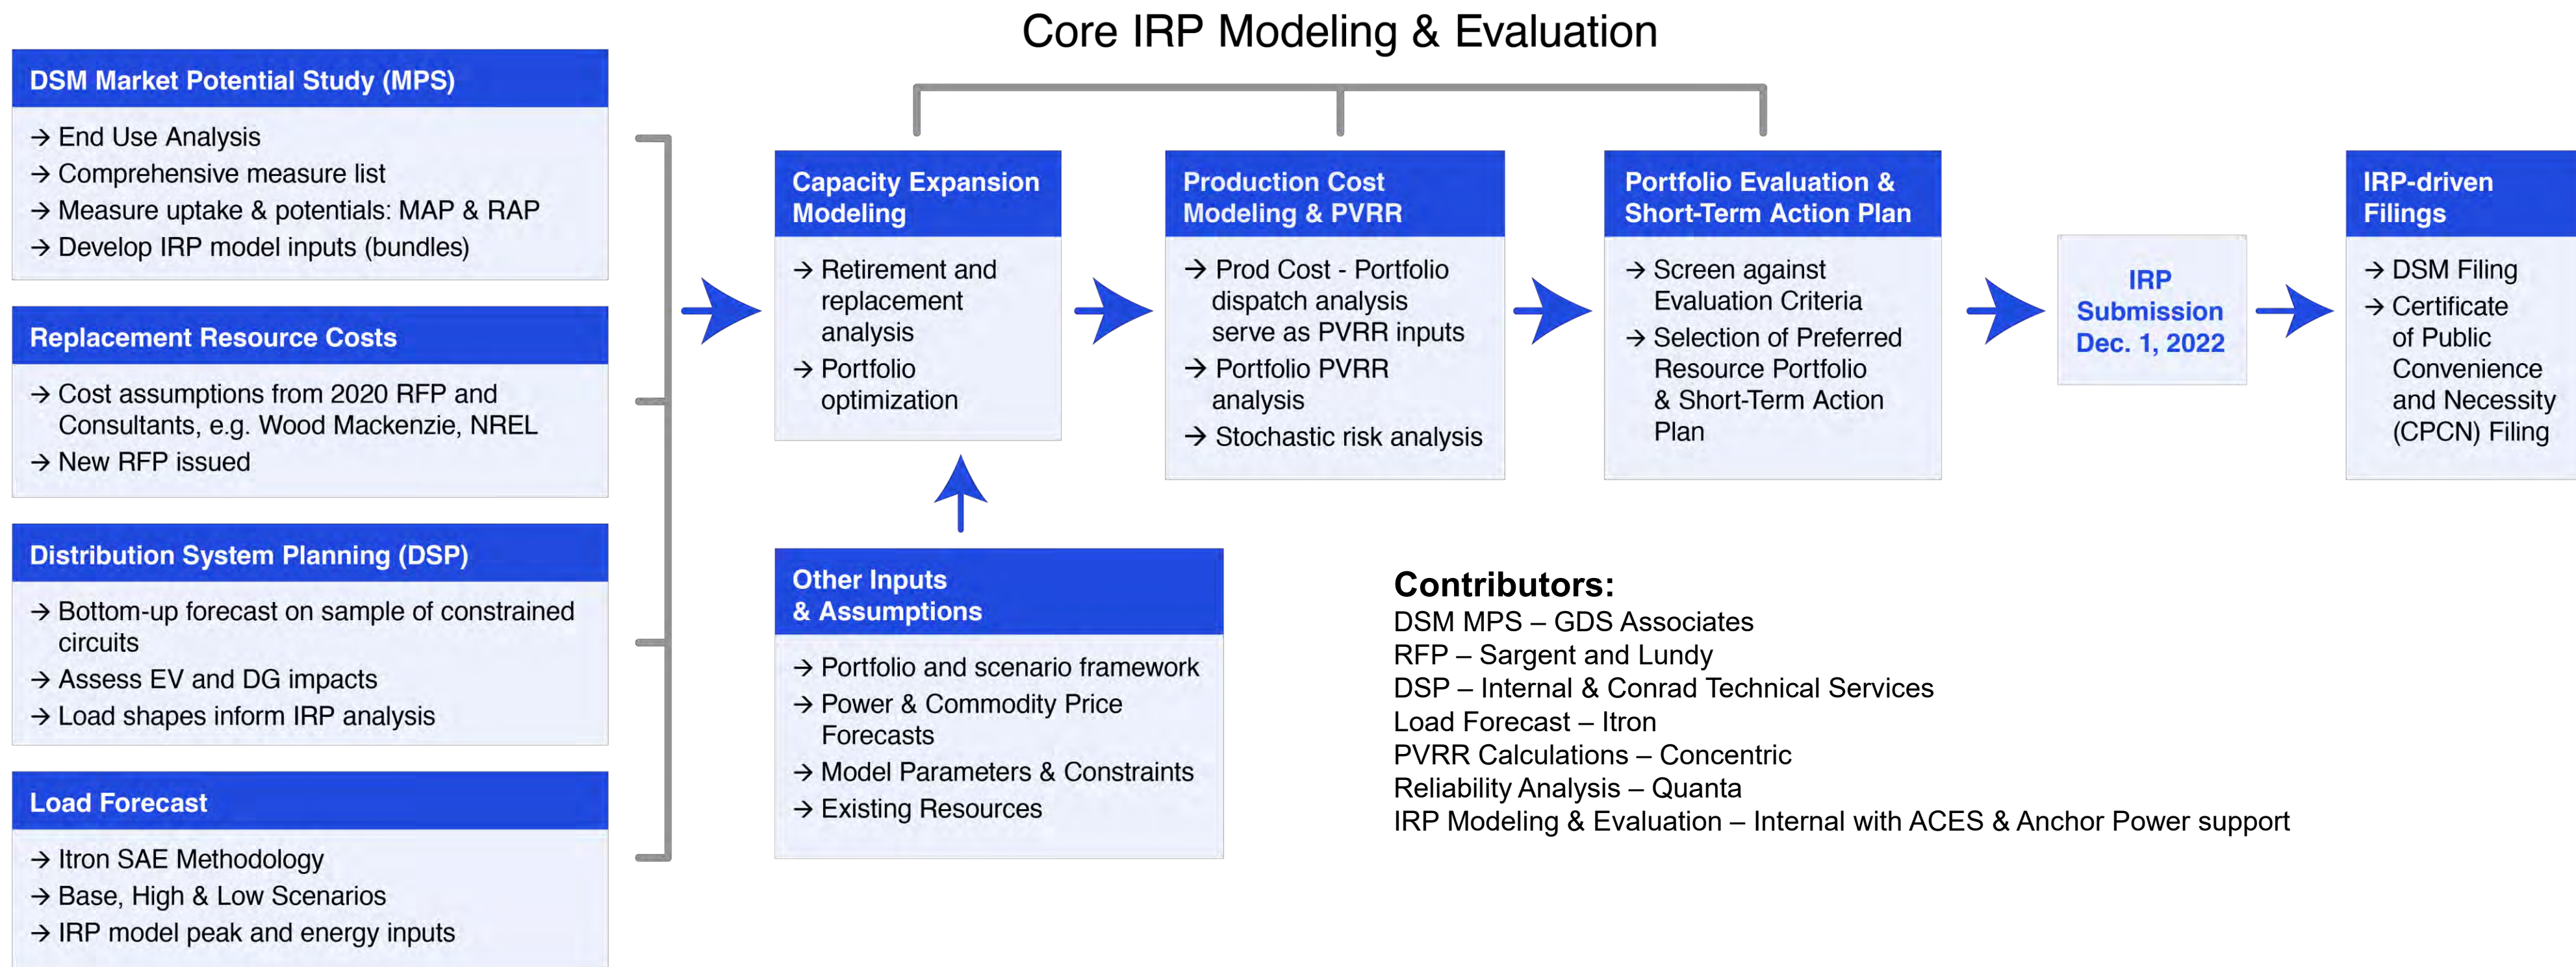 Core IRP Modeling & Evaluation
DSM Market Potential Study (MPS)
→ End Use Analysis
→ Comprehensive measure list
→ Measure uptake & potentials: MAP & RAP
→ Develop IRP model inputs (bundles)
Replacement Resource Costs
→ Cost assumptions from 2020 RFP and
Consultants, e.g. Wood Mackenzie, NREL
→ New RFP issued
Distribution System Planning (DSP)
→ Bottom-up forecast on sample of constrained
circuits
→ Assess EV and DG impacts
→ Load shapes inform IRP analysis
Load Forecast
→ Itron SAE Methodology
→ Base, High & Low Scenarios
→ IRP model peak and energy inputs
Capacity Expansion
Modeling
→ Retirement and
replacement
analysis
→ Portfolio
optimization
Other Inputs
& Assumptions
→ Portfolio and scenario framework
→ Power & Commodity Price
Forecasts
→ Model Parameters & Constraints
→ Existing Resources
Production Cost
Modeling & PVRR
→ Prod Cost - Portfolio
dispatch analysis
serve as PVRR inputs
→ Portfolio PVRR
analysis
→ Stochastic risk analysis
Portfolio Evaluation &
Short-Term Action Plan
→ Screen against
Evaluation Criteria
→ Selection of Preferred
Resource Portfolio
& Short-Term Action
Plan
IRP
Submission
Dec. 1, 2022
IRP-driven
Filings
→ DSM Filing
→ Certificate
of Public
Convenience
and Necessity
(CPCN) Filing
Contributors:
DSM MPS – GDS Associates
RFP – Sargent and Lundy
DSP – Internal & Conrad Technical Services
Load Forecast – Itron
PVRR Calculations – Concentric
Reliability Analysis – Quanta
IRP Modeling & Evaluation – Internal with ACES & Anchor Power support